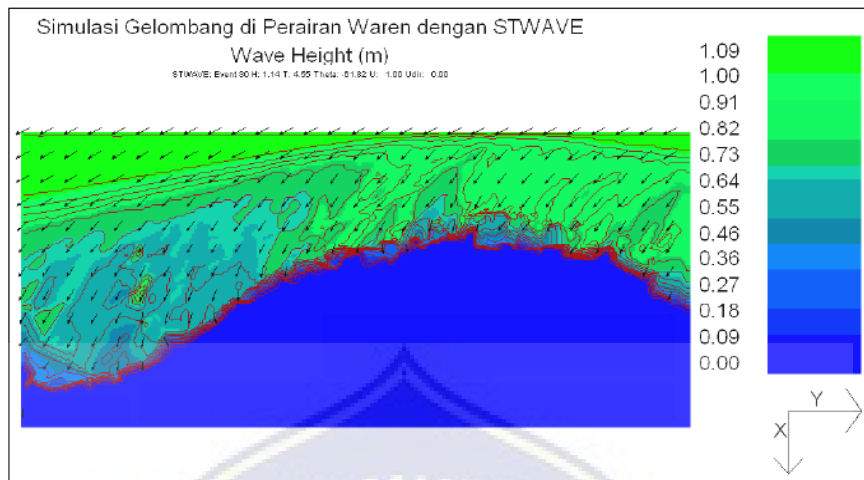 Simulasi Gelombang di Perairan Waren dengan STWAVE
Wave Height (m)
STWAVE: Event 80 H: 1.14 T: 4.55 Theta: -51.82 U: 1.00 Udir: 0.00
1.09
1.00
0.91
0.82
0.73
0.64
0.55
0.46
0.36
0.27
0.18
0.09
0.00
Y
X